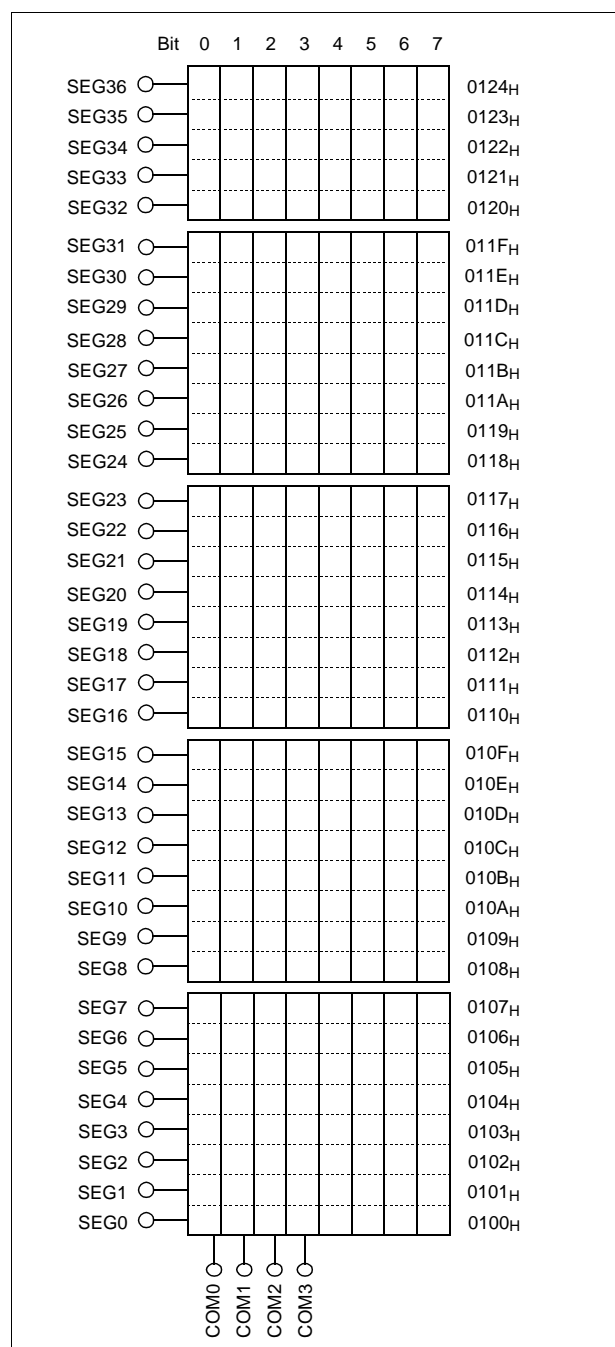 Bit 0 1 2 3 4 5 6 7
SEG36 0124H
SEG35 0123H
SEG34 0122H
SEG33 0121H
SEG32 0120H
SEG31 011FH
SEG30 011EH
SEG29 011DH
SEG28 011CH
SEG27 011BH
SEG26 011AH
SEG25 0119H
SEG24 0118H
SEG23 0117H
SEG22 0116H
SEG21 0115H
SEG20 0114H
SEG19 0113H
SEG18 0112H
SEG17 0111H
SEG16 0110H
SEG15 010FH
SEG14 010EH
SEG13 010DH
SEG12 010CH
SEG11 010BH
SEG10 010AH
SEG9 0109H
SEG8 0108H
SEG7 0107H
SEG6 0106H
SEG5 0105H
SEG4 0104H
SEG3 0103H
SEG2 0102H
SEG1 0101H
SEG0 0100H
COM0 COM1 COM2 COM3